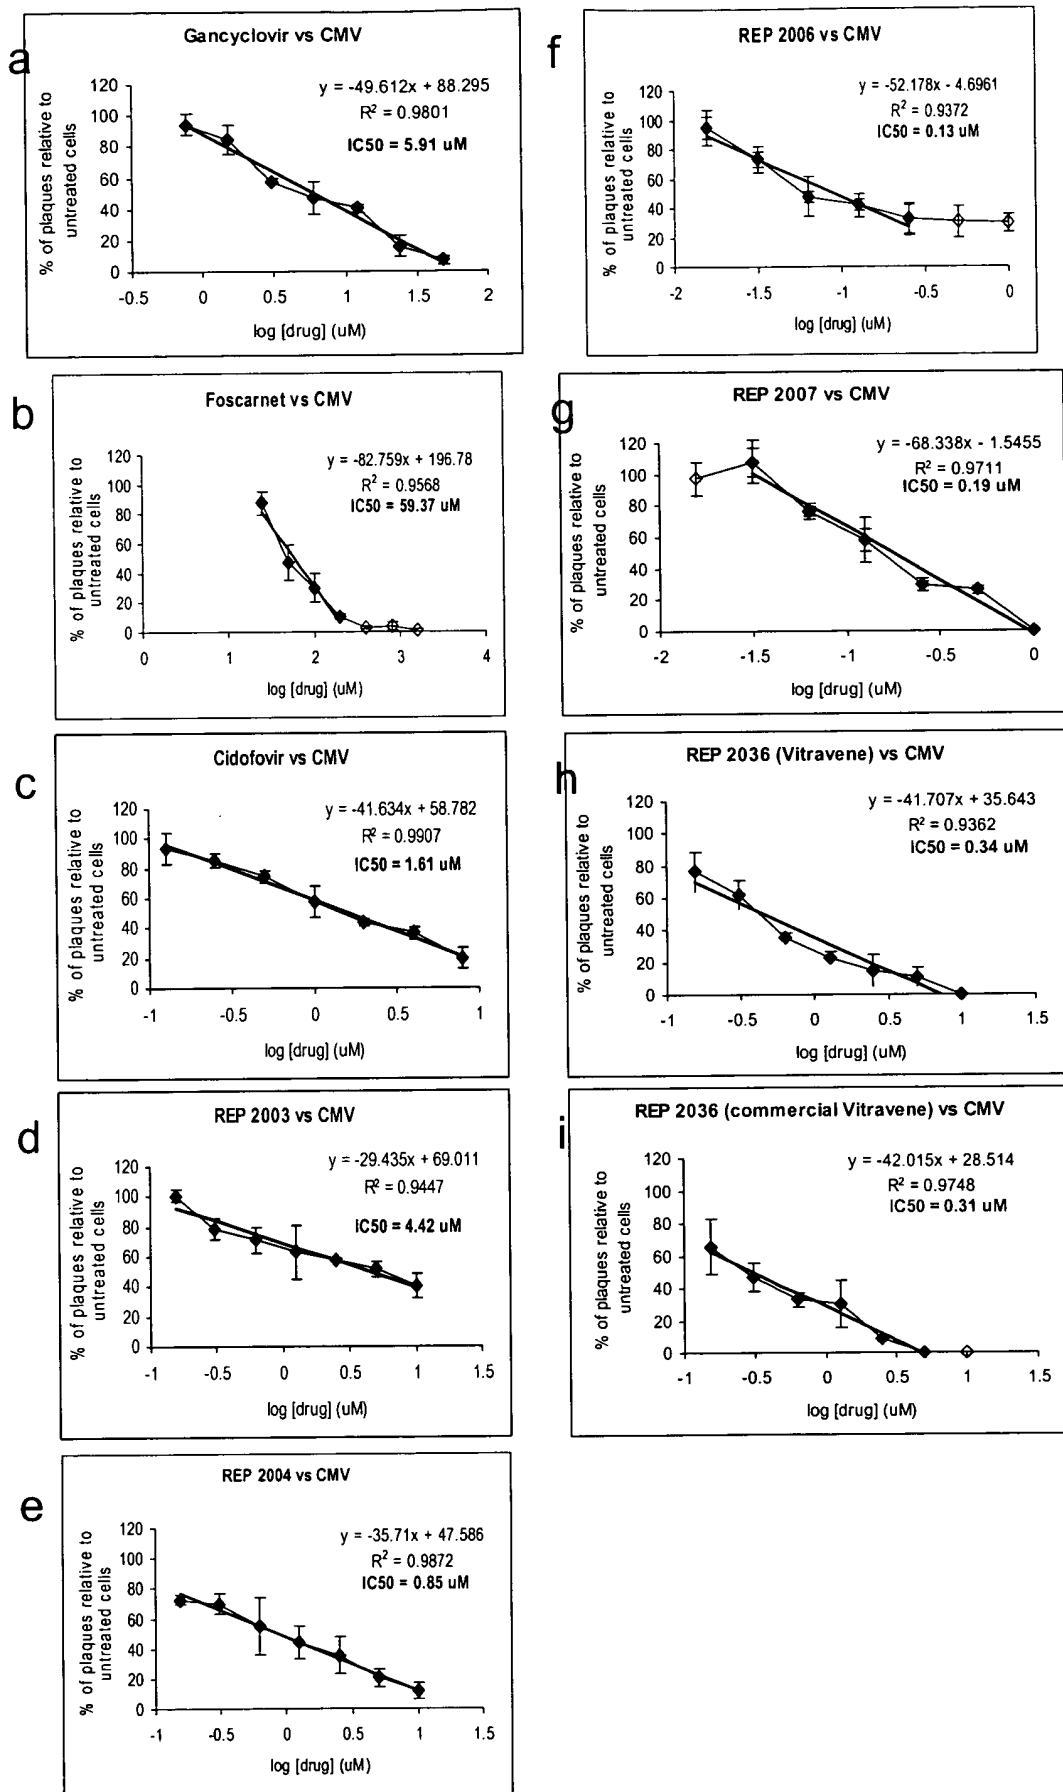 a
Gancyclovir vs CMV
y = -49.612x + 88.295
R² = 0.9801
IC50 = 5.91 uM
% of plaques relative to
untreated cells
120
100
80
60
40
20
0
-0.5 0 0.5 1 1.5 2
log [drug] (uM)
b
Foscarnet vs CMV
y = -82.759x + 196.78
R² = 0.9568
IC50 = 59.37 uM
% of plaques relative to
untreated cells
120
100
80
60
40
20
0
0 1 2 3 4
log [drug] (uM)
c
Cidofovir vs CMV
y = -41.634x + 58.782
R² = 0.9907
IC50 = 1.61 uM
% of plaques relative to
untreated cells
120
100
80
60
40
20
0
-1 -0.5 0 0.5 1
log [drug] (uM)
d
REP 2003 vs CMV
y = -29.435x + 69.011
R² = 0.9447
IC50 = 4.42 uM
% of plaques relative to
untreated cells
120
100
80
60
40
20
0
-1 -0.5 0 0.5 1 1.5
log [drug] (uM)
e
REP 2004 vs CMV
y = -35.71x + 47.586
R² = 0.9872
IC50 = 0.85 uM
% of plaques relative to
untreated cells
120
100
80
60
40
20
0
-1 -0.5 0 0.5 1 1.5
log [drug] (uM)
f
REP 2006 vs CMV
y = -52.178x - 4.6961
R² = 0.9372
IC50 = 0.13 uM
% of plaques relative to
untreated cells
120
100
80
60
40
20
0
-2 -1.5 -1 -0.5 0
log [drug] (uM)
g
REP 2007 vs CMV
y = -68.338x - 1.5455
R² = 0.9711
IC50 = 0.19 uM
% of plaques relative to
untreated cells
120
100
80
60
40
20
0
-2 -1.5 -1 -0.5 0
log [drug] (uM)
h
REP 2036 (Vitravene) vs CMV
y = -41.707x + 35.643
R² = 0.9362
IC50 = 0.34 uM
% of plaques relative to
untreated cells
120
100
80
60
40
20
0
-1 -0.5 0 0.5 1 1.5
log [drug] (uM)
i
REP 2036 (commercial Vitravene) vs CMV
y = -42.015x + 28.514
R² = 0.9748
IC50 = 0.31 uM
% of plaques relative to
untreated cells
120
100
80
60
40
20
0
-1 -0.5 0 0.5 1 1.5
log [drug] (uM)